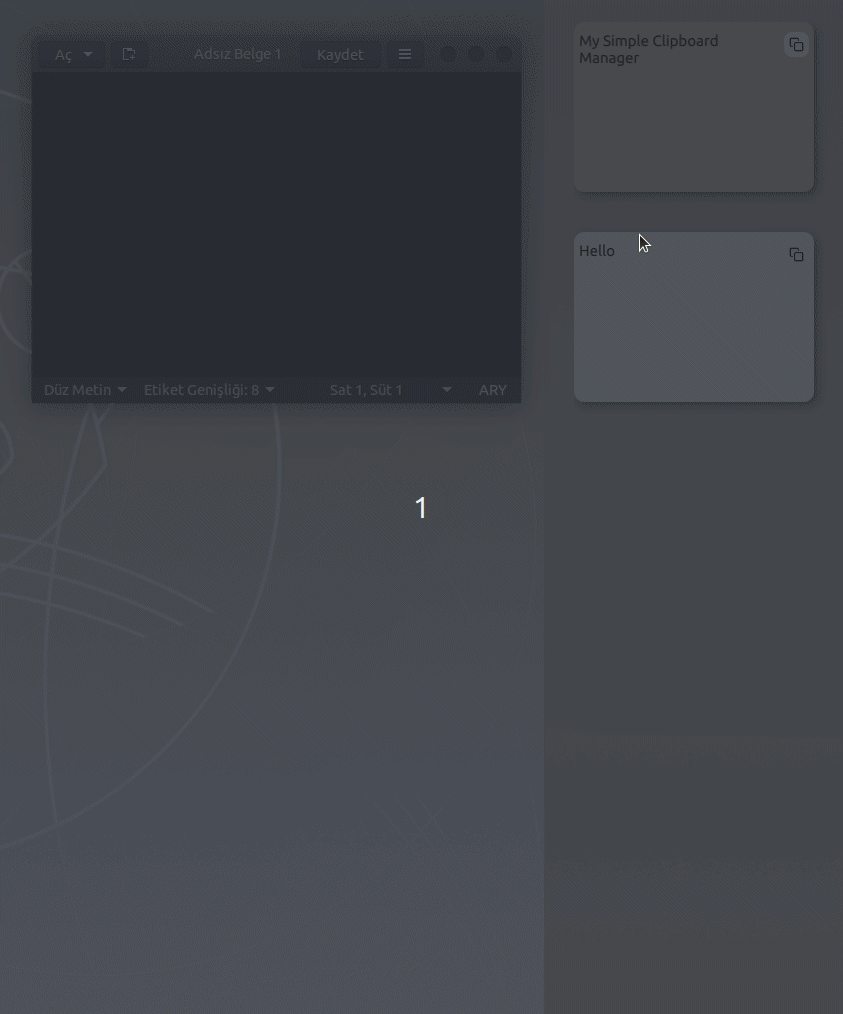 Aç
Adsız Belge 1
Kaydet
Düz Metin
Etiket Genişliği: 8
Sat 1, Süt 1
ARY
My Simple Clipboard
Manager
Hello
1